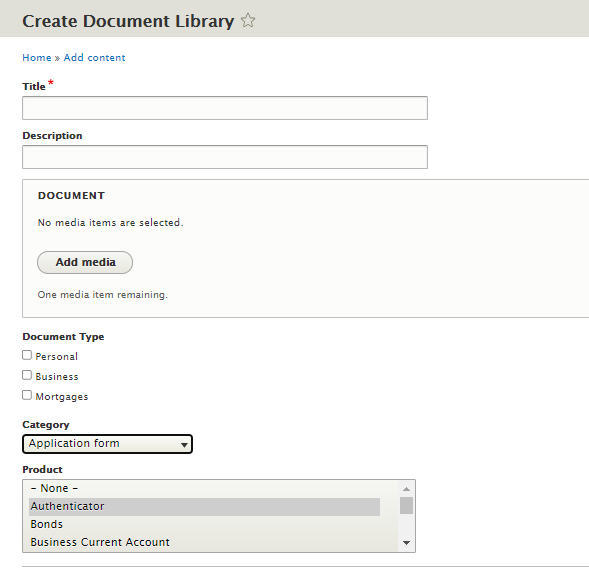 Create Document Library
Home » Add content
Title *
Description
DOCUMENT
No media items are selected.
Add media
One media item remaining.
Document Type
Personal
Business
Mortgages
Category
Application form
Product
- None -
Authenticator
Bonds
Business Current Account